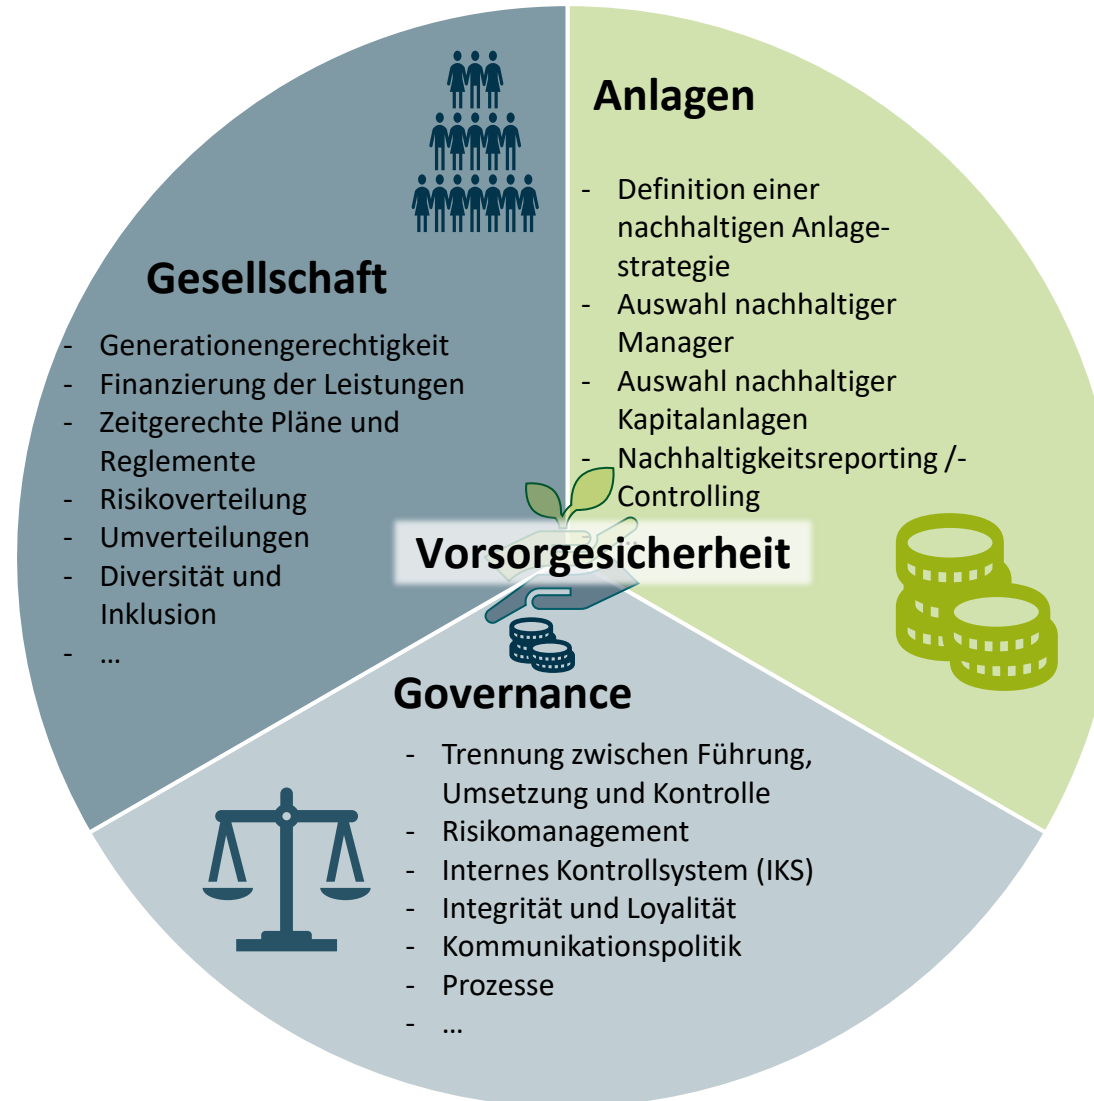 Gesellschaft
- Generationengerechtigkeit
- Finanzierung der Leistungen
- Zeitgerechte Pläne und
Reglemente
- Risikoverteilung
- Umverteilungen
- Diversität und
Inklusion
- ...
Anlagen
- Definition einer
nachhaltigen Anlage-
strategie
- Auswahl nachhaltiger
Manager
- Auswahl nachhaltiger
Kapitalanlagen
- Nachhaltigkeitsreporting /-
Controlling
- ...
Vorsorgesicherheit
Governance
- Trennung zwischen Führung,
Umsetzung und Kontrolle
- Risikomanagement
- Internes Kontrollsystem (IKS)
- Integrität und Loyalität
- Kommunikationspolitik
- Prozesse
- ...